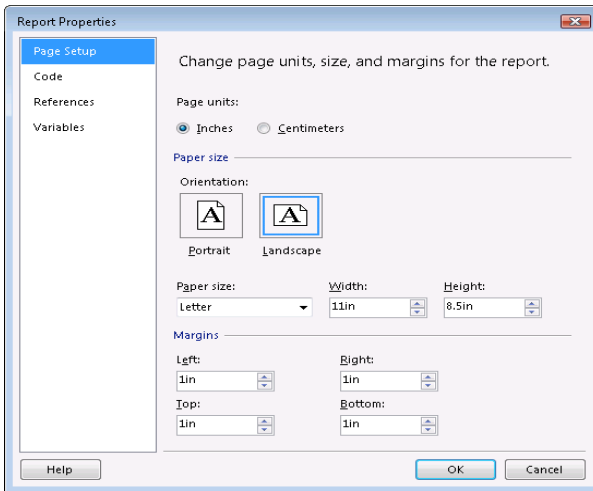 Report Properties
Page Setup
Code
References
Variables
Change page units, size, and margins for the report.
Page units:
Inches Centimeters
Paper size
Orientation:
A A
Portrait Landscape
Paper size: Width: Height:
Letter 11in 8.5in
Margins
Left: Right:
1in 1in
Top: Bottom:
1in 1in
Help OK Cancel